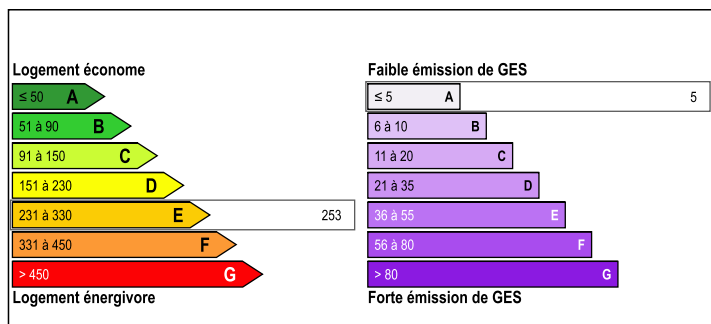 Logement économe
≤ 50 A
51 à 90 B
91 à 150 C
151 à 230 D
231 à 330 E 253
331 à 450 F
> 450 G
Logement énergivore
Faible émission de GES
≤ 5 A 5
6 à 10 B
11 à 20 C
21 à 35 D
36 à 55 E
56 à 80 F
> 80 G
Forte émission de GES